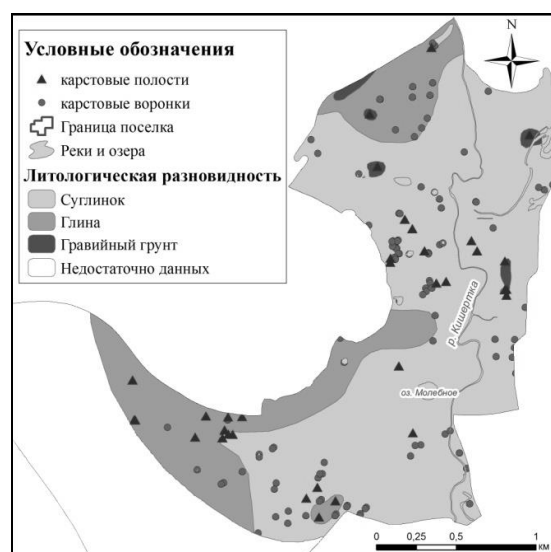 Условные обозначения
карстовые полости
карстовые воронки
Граница поселка
Реки и озера
Литологическая разновидность
Суглинок
Глина
Гравийный грунт
Недостаточно данных
N
р. Кишертка
оз. Молебное
0 0,25 0,5 1
км